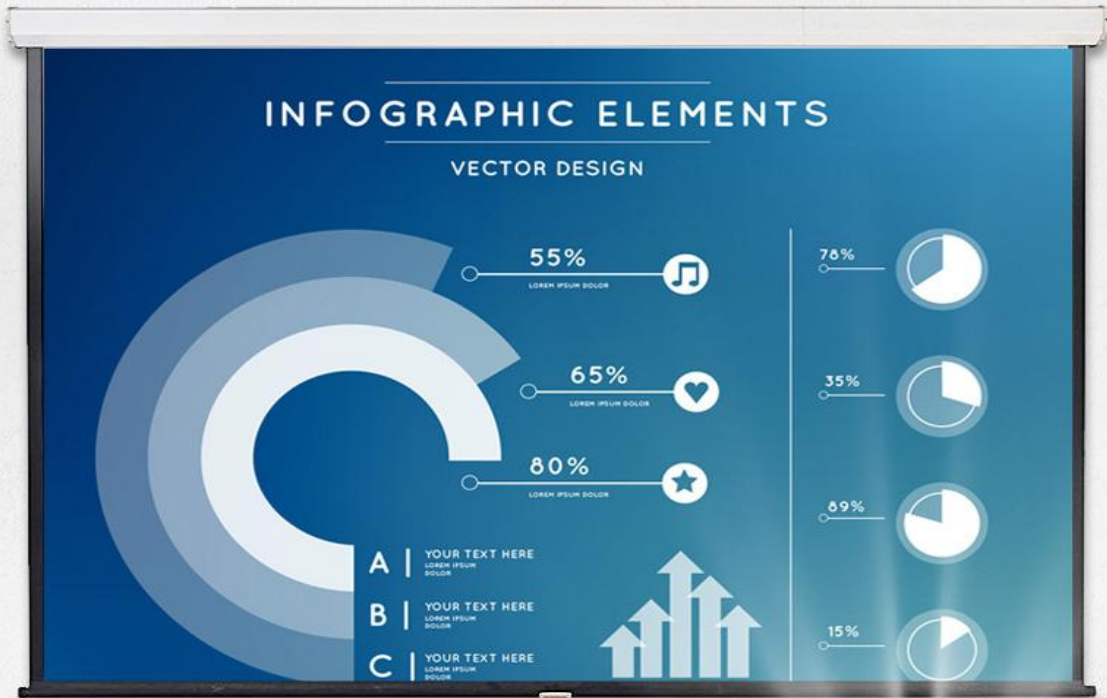 INFOGRAPHIC ELEMENTS
VECTOR DESIGN
55%
LOREM IPSUM DOLOR
65%
LOREM IPSUM DOLOR
80%
LOREM IPSUM DOLOR
A
YOUR TEXT HERE
LOREM IPSUM
DOLOR
B
YOUR TEXT HERE
LOREM IPSUM
DOLOR
C
YOUR TEXT HERE
LOREM IPSUM
DOLOR
78%
35%
89%
15%